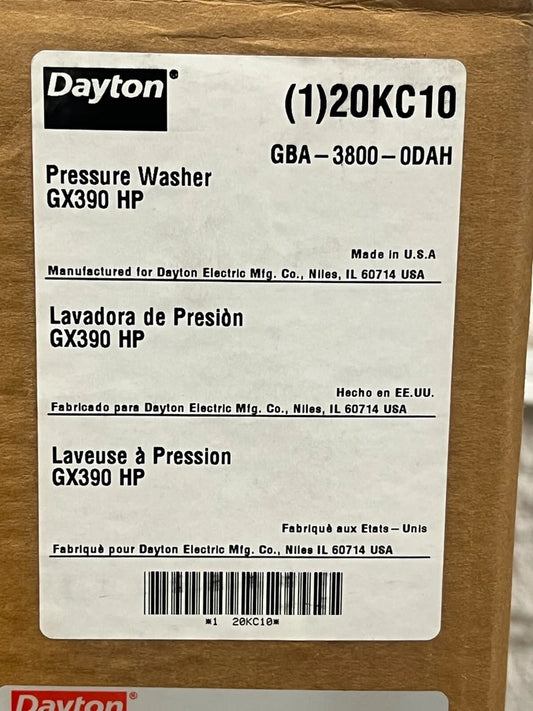 Dayton®
(1)20KC10
GBA-3800-0DAH
Pressure Washer
GX390 HP
Made in U.S.A
Manufactured for Dayton Electric Mfg. Co., Niles, IL 60714 USA
Lavadora de Presiòn
GX390 HP
Hecho en EE.UU.
Fabricado para Dayton Electric Mfg. Co., Niles, IL 60714 USA
Laveuse à Pression
GX390 HP
Fabriquè aux Etats-Unis
Fabriquè pour Dayton Electric Mfg. Co., Niles IL 60714 USA
*1 20KC10*
Dayton®